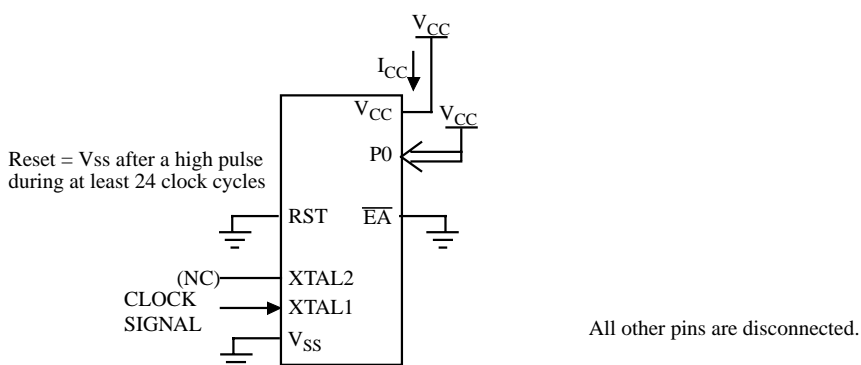 VCC
ICC
VCC
VCC
P0
Reset = Vss after a high pulse
during at least 24 clock cycles
RST
EA
(NC)
XTAL2
CLOCK
SIGNAL
XTAL1
VSS
All other pins are disconnected.